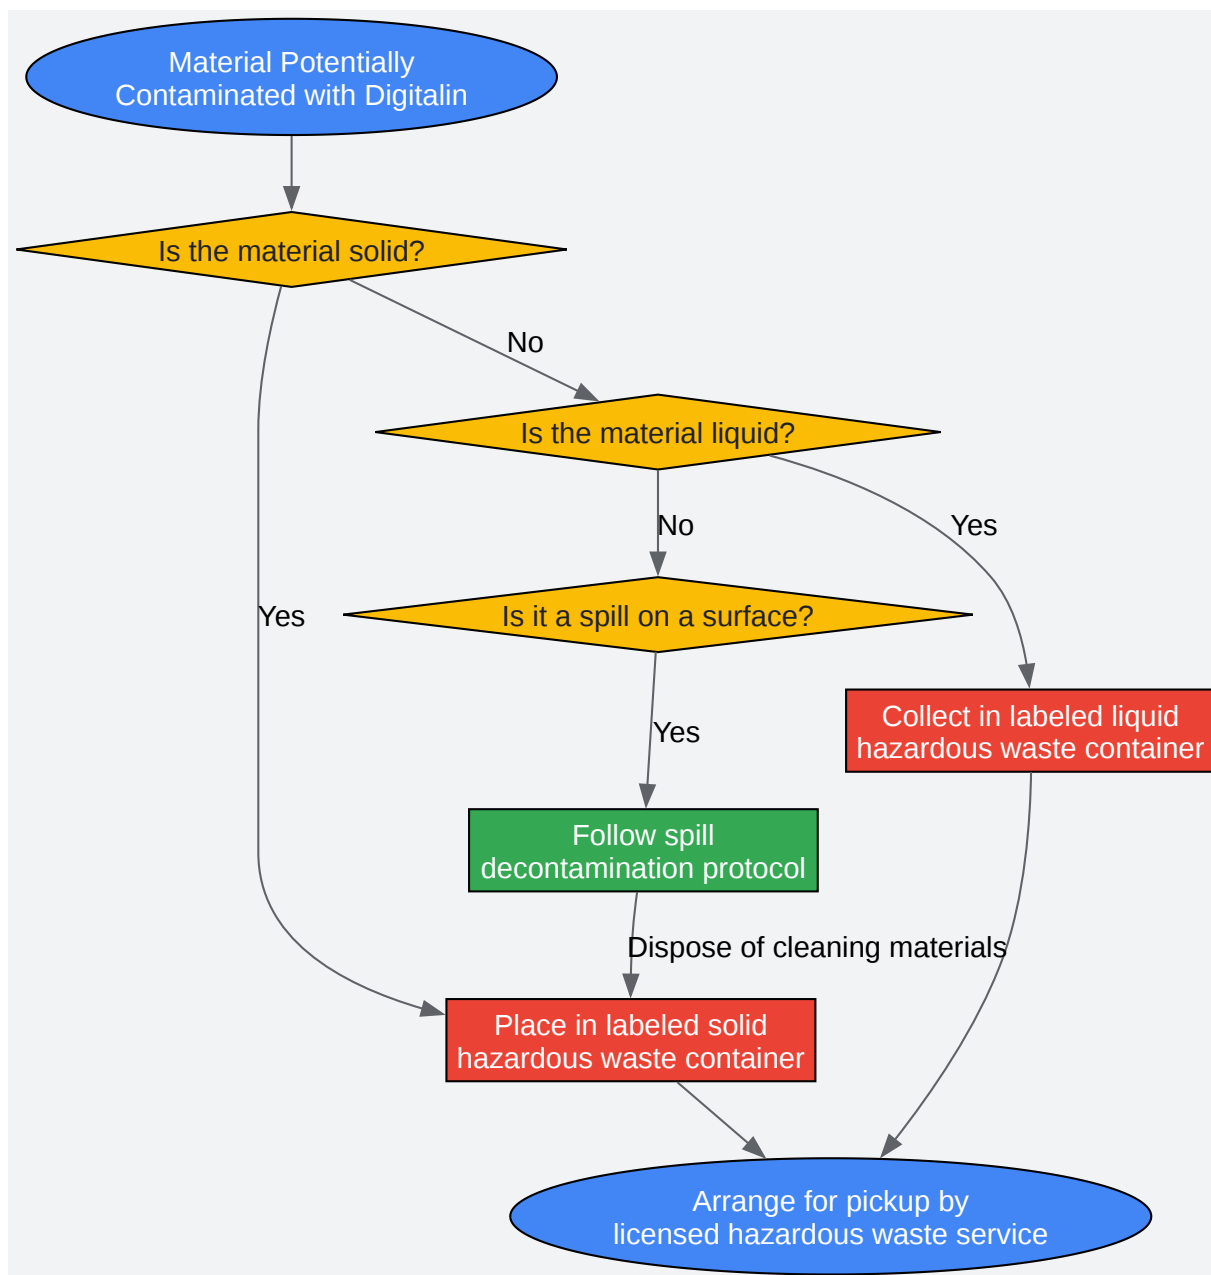 Material Potentially
Contaminated with Digitalin
Is the material solid?
No
Is the material liquid?
No
Yes
Is it a spill on a surface?
Yes
Collect in labeled liquid
hazardous waste container
Yes
Follow spill
decontamination protocol
Dispose of cleaning materials
Place in labeled solid
hazardous waste container
Arrange for pickup by
licensed hazardous waste service